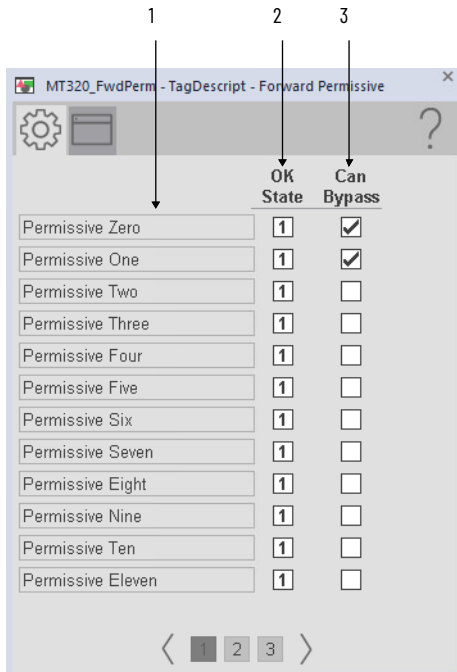 1 2 3
MT320_FwdPerm - TagDescript - Forward Permissive ×
?
OK Can
State Bypass
Permissive Zero 1
Permissive One 1
Permissive Two 1
Permissive Three 1
Permissive Four 1
Permissive Five 1
Permissive Six 1
Permissive Seven 1
Permissive Eight 1
Permissive Nine 1
Permissive Ten 1
Permissive Eleven 1
1 2 3